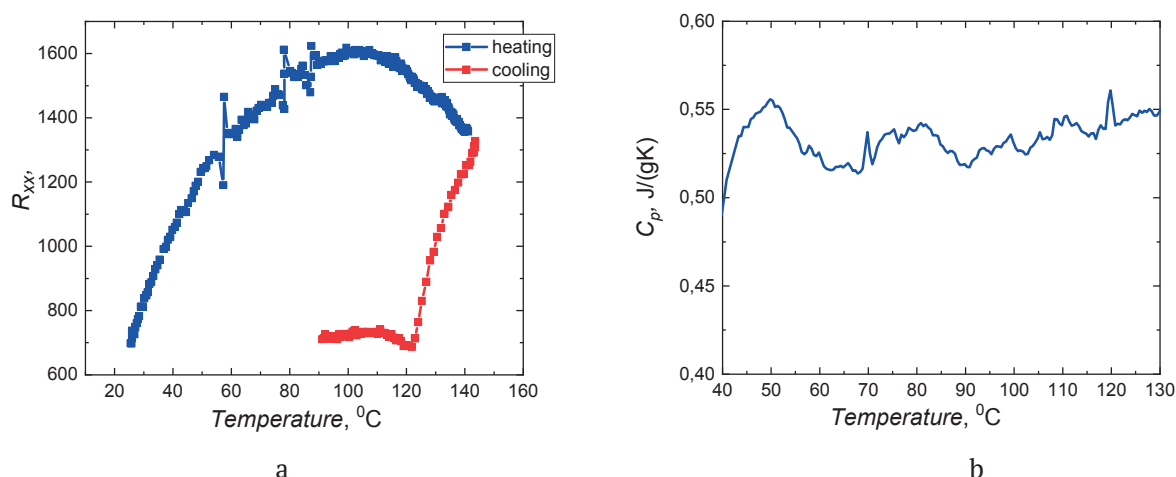 1600
1400
1200
1000
800
600
20 40 60 80 100 120 140 160
R_xx,
Temperature, ⁰C
heating
cooling
a
0,60
0,55
0,50
0,45
0,40
40 50 60 70 80 90 100 110 120 130
C_p, J/(gK)
Temperature, ⁰C
b